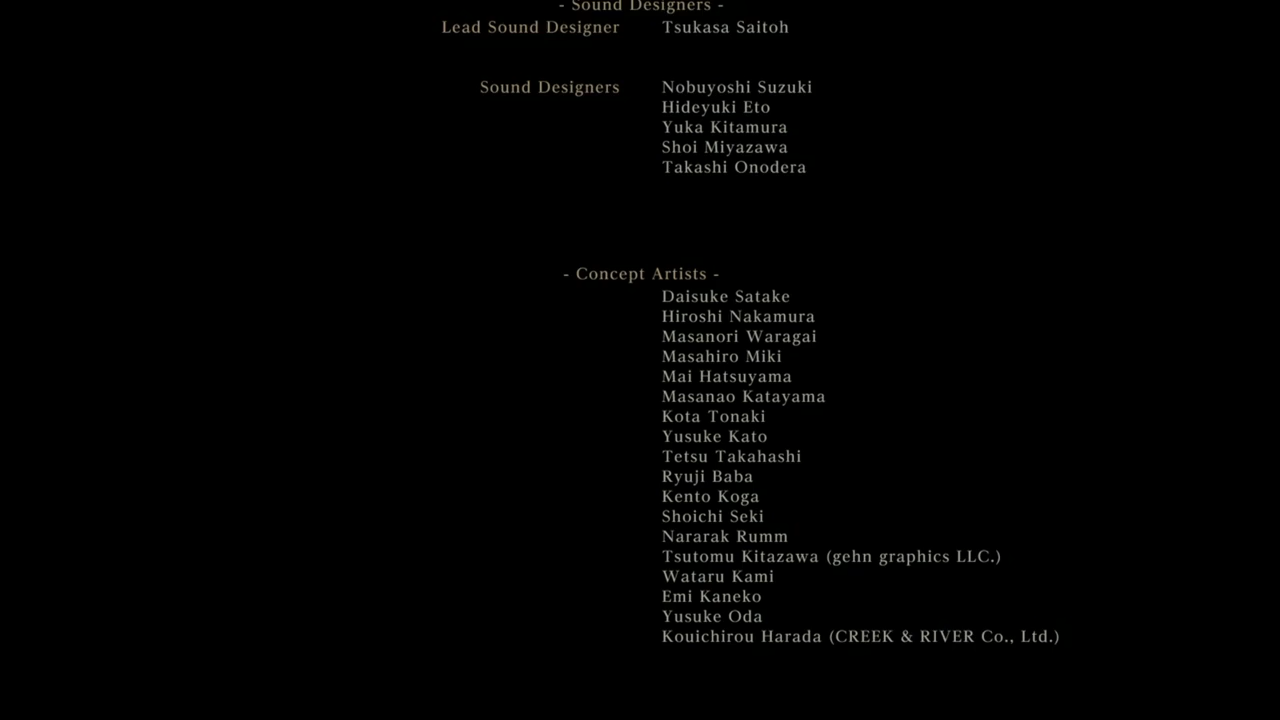 - Sound Designers -
Lead Sound Designer Tsukasa Saitoh
Sound Designers Nobuyoshi Suzuki
Hideyuki Eto
Yuka Kitamura
Shoi Miyazawa
Takashi Onodera
- Concept Artists -
Daisuke Satake
Hiroshi Nakamura
Masanori Waragai
Masahiro Miki
Mai Hatsuyama
Masanao Katayama
Kota Tonaki
Yusuke Kato
Tetsu Takahashi
Ryuji Baba
Kento Koga
Shoichi Seki
Nararak Rumm
Tsutomu Kitazawa (gehn graphics LLC.)
Wataru Kami
Emi Kaneko
Yusuke Oda
Kouichirou Harada (CREEK & RIVER Co., Ltd.)